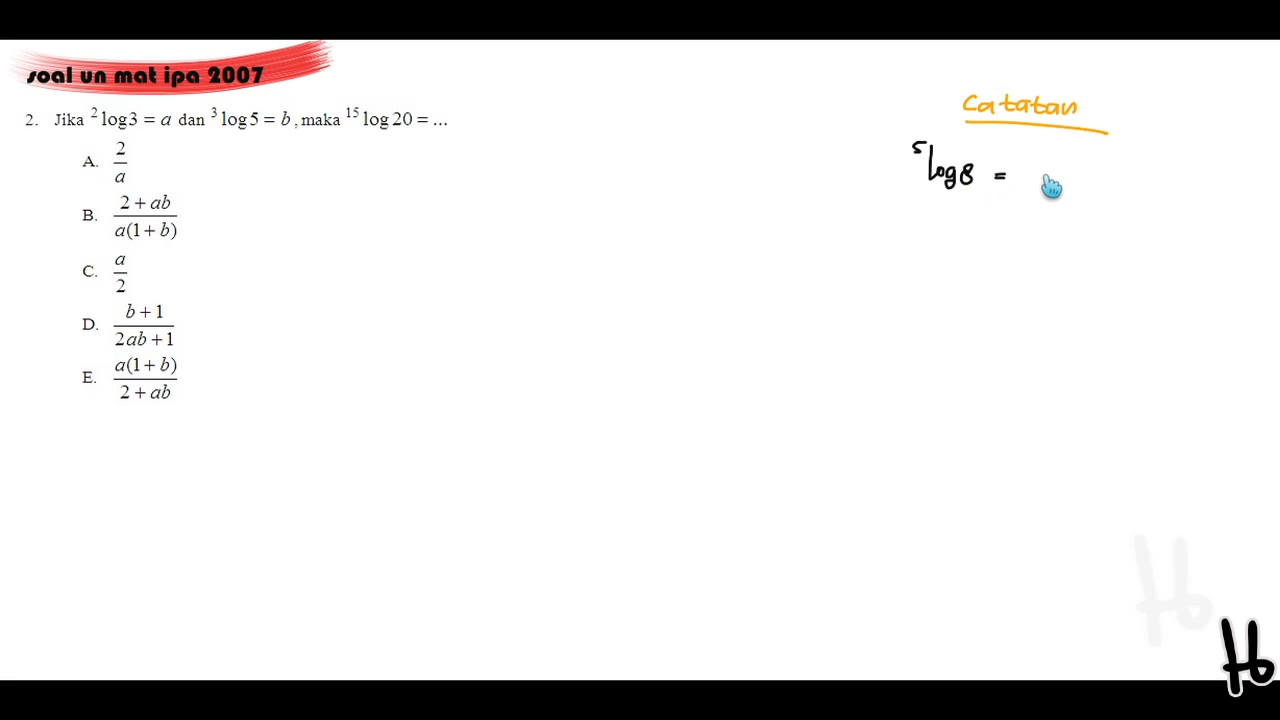 soal un mat ipa 2007
2. Jika ²log3 = a dan ³log5 = b, maka ¹⁵log20 = ...
A. 2/a
B. (2 + ab)/(a(1 + b))
C. a/2
D. (b + 1)/(2ab + 1)
E. (a(1 + b))/(2 + ab)
Catatan
⁵log8 =